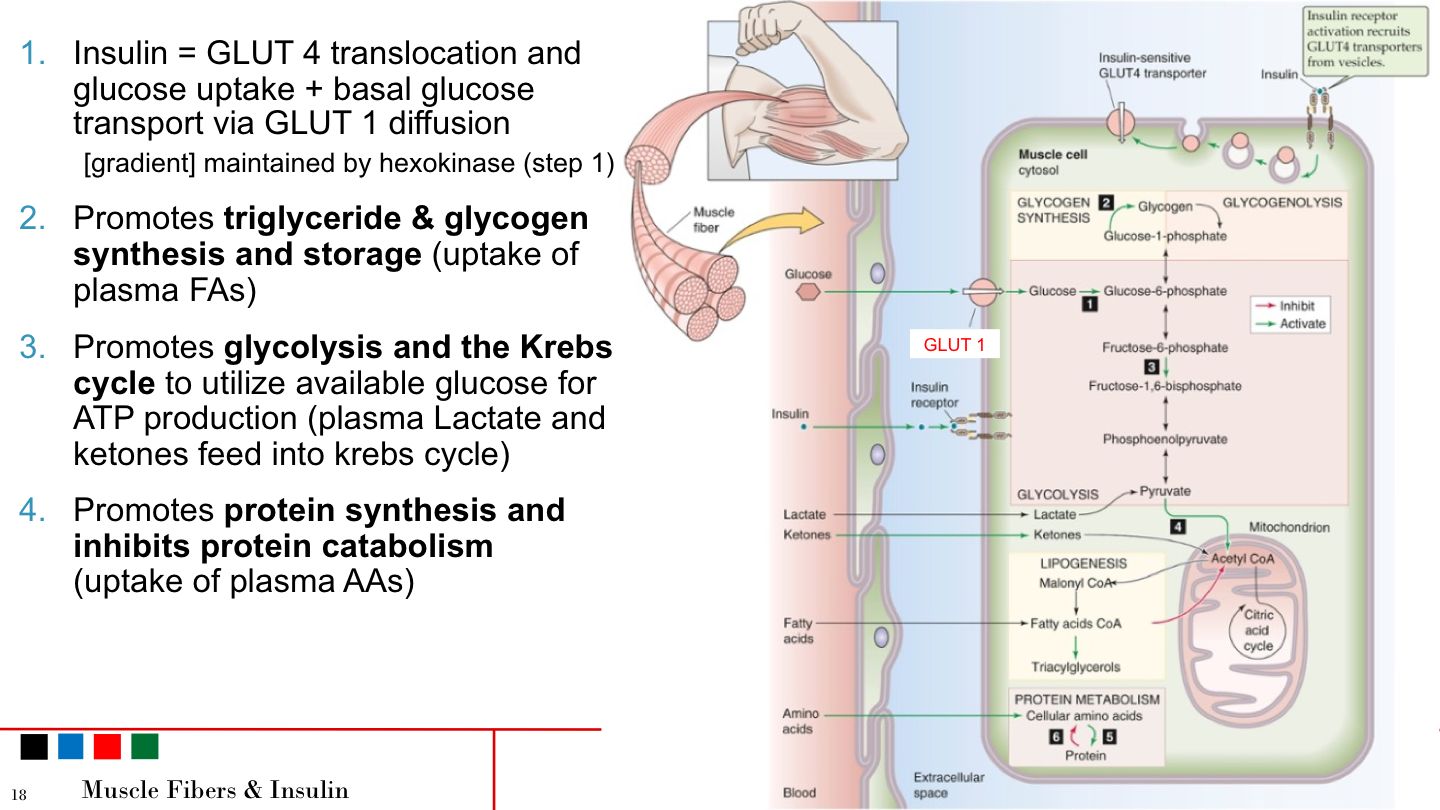 1. Insulin = GLUT 4 translocation and
glucose uptake + basal glucose
transport via GLUT 1 diffusion
[gradient] maintained by hexokinase (step 1)
2. Promotes triglyceride & glycogen
synthesis and storage (uptake of
plasma FAs)
3. Promotes glycolysis and the Krebs
cycle to utilize available glucose for
ATP production (plasma Lactate and
ketones feed into krebs cycle)
4. Promotes protein synthesis and
inhibits protein catabolism
(uptake of plasma AAs)
18
Muscle Fibers & Insulin
Insulin receptor
activation recruits
GLUT4 transporters
from vesicles.
Insulin-sensitive
GLUT4 transporter
Insulin
Muscle cell
cytosol
Muscle
fiber
GLYCOGEN
SYNTHESIS
2
Glycogen
GLYCOGENOLYSIS
Glucose-1-phosphate
Glucose
Glucose
Glucose-6-phosphate
1
Inhibit
Activate
GLUT 1
Fructose-6-phosphate
3
Fructose-1,6-bisphosphate
Insulin
receptor
Insulin
Phosphoenolpyruvate
GLYCOLYSIS
Pyruvate
Lactate
Lactate
4
Mitochondrion
Ketones
Ketones
Acetyl CoA
LIPOGENESIS
Malonyl CoA
Fatty
acids
Fatty acids CoA
Citric
acid
cycle
Triacylglycerols
PROTEIN METABOLISM
Amino
acids
Cellular amino acids
6
5
Protein
Extracellular
space
Blood